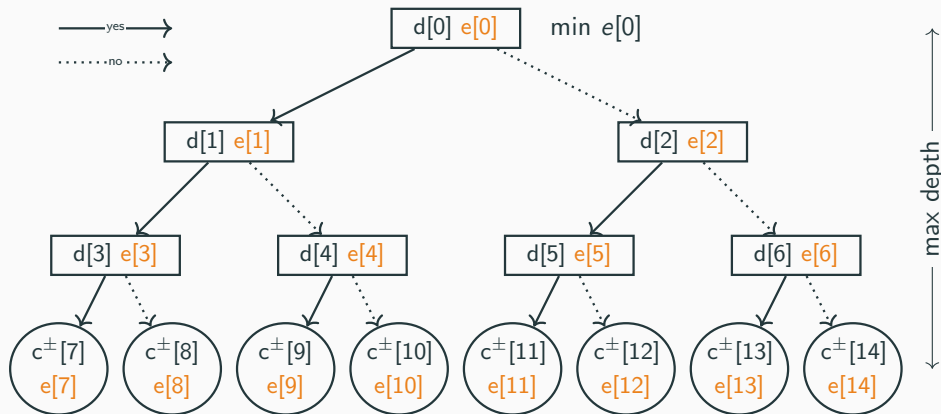 yes
no
d[0] e[0]
min e[0]
d[1] e[1]
d[2] e[2]
d[3] e[3]
d[4] e[4]
d[5] e[5]
d[6] e[6]
c±[7]
e[7]
c±[8]
e[8]
c±[9]
e[9]
c±[10]
e[10]
c±[11]
e[11]
c±[12]
e[12]
c±[13]
e[13]
c±[14]
e[14]
max depth